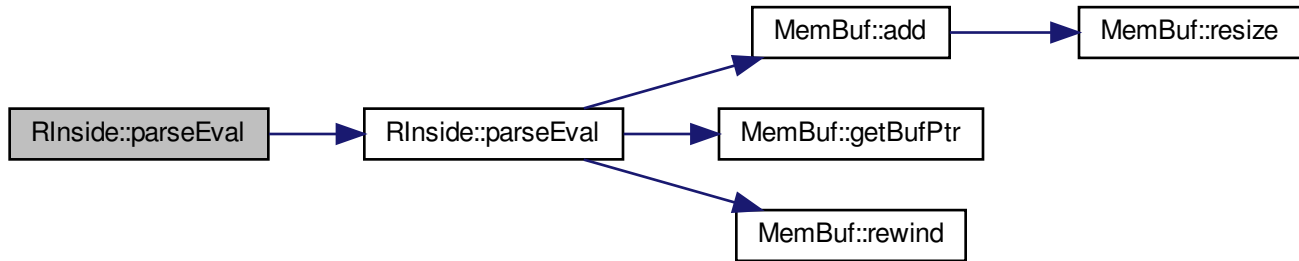 MemBuf::add
MemBuf::resize
RInside::parseEval
RInside::parseEval
MemBuf::getBufPtr
MemBuf::rewind